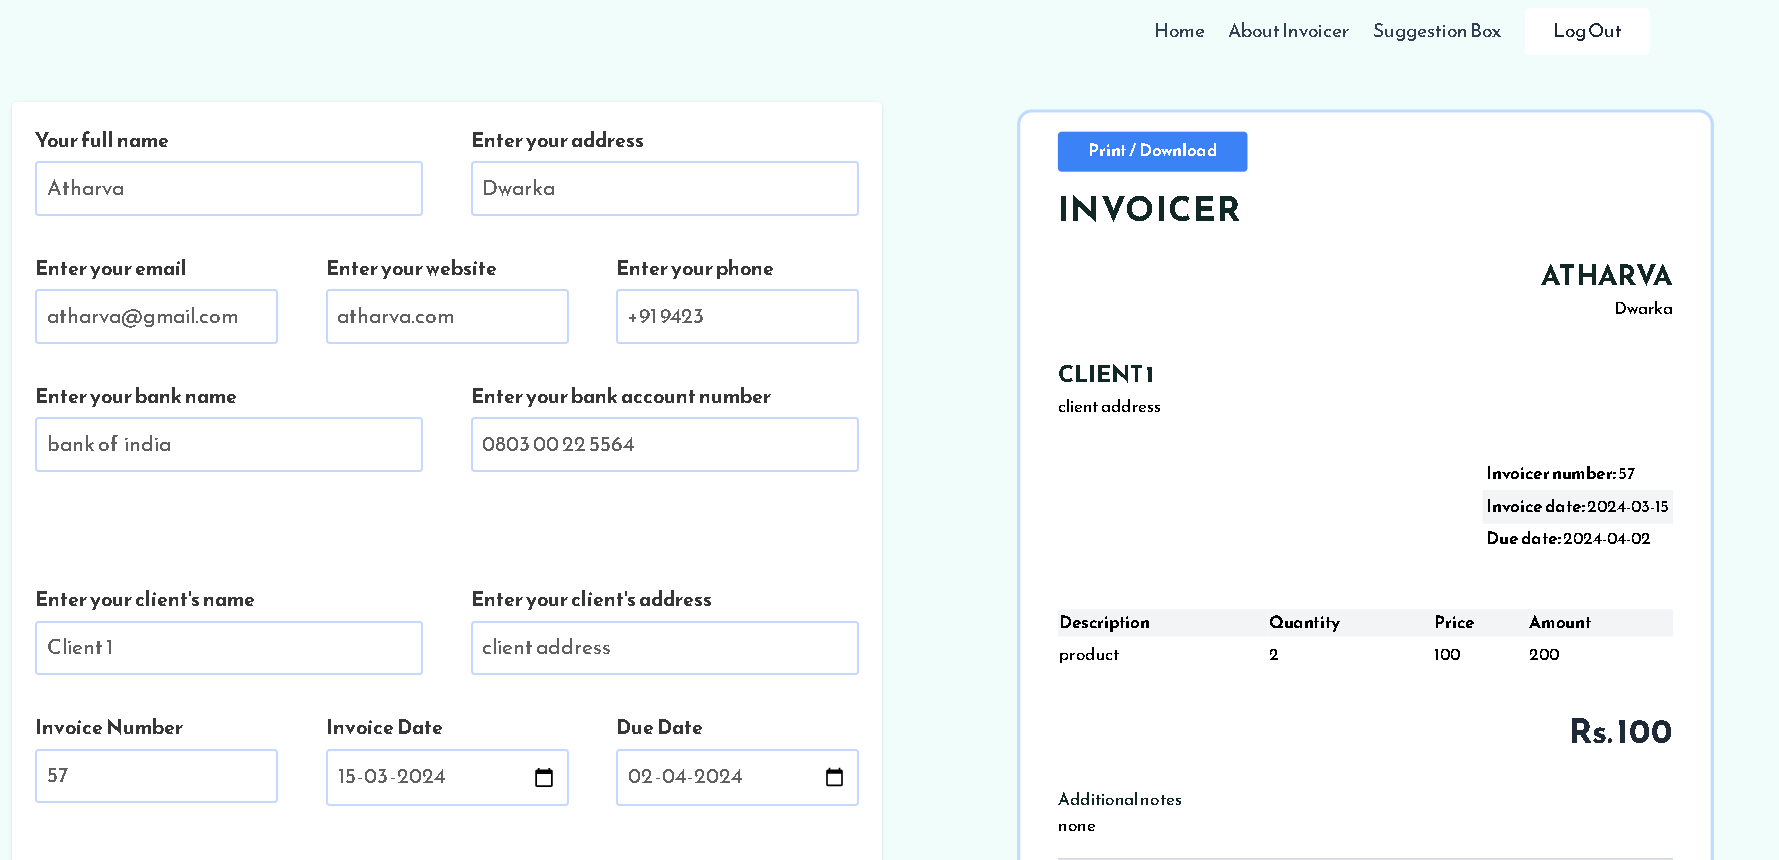 Home About Invoicer Suggestion Box Log Out
Your full name Enter your address
Atharva Dwarka
Enter your email Enter your website Enter your phone
atharva@gmail.com atharva.com +919423
Enter your bank name Enter your bank account number
bank of india 0803 00 22 5564
Enter your client's name Enter your client's address
Client 1 client address
Invoice Number Invoice Date Due Date
57 15-03-2024 02-04-2024
Print / Download
INVOICER
ATHARVA
Dwarka
CLIENT 1
client address
Invoicer number: 57
Invoice date: 2024-03-15
Due date: 2024-04-02
Description Quantity Price Amount
product 2 100 200
Rs. 100
Additional notes
none